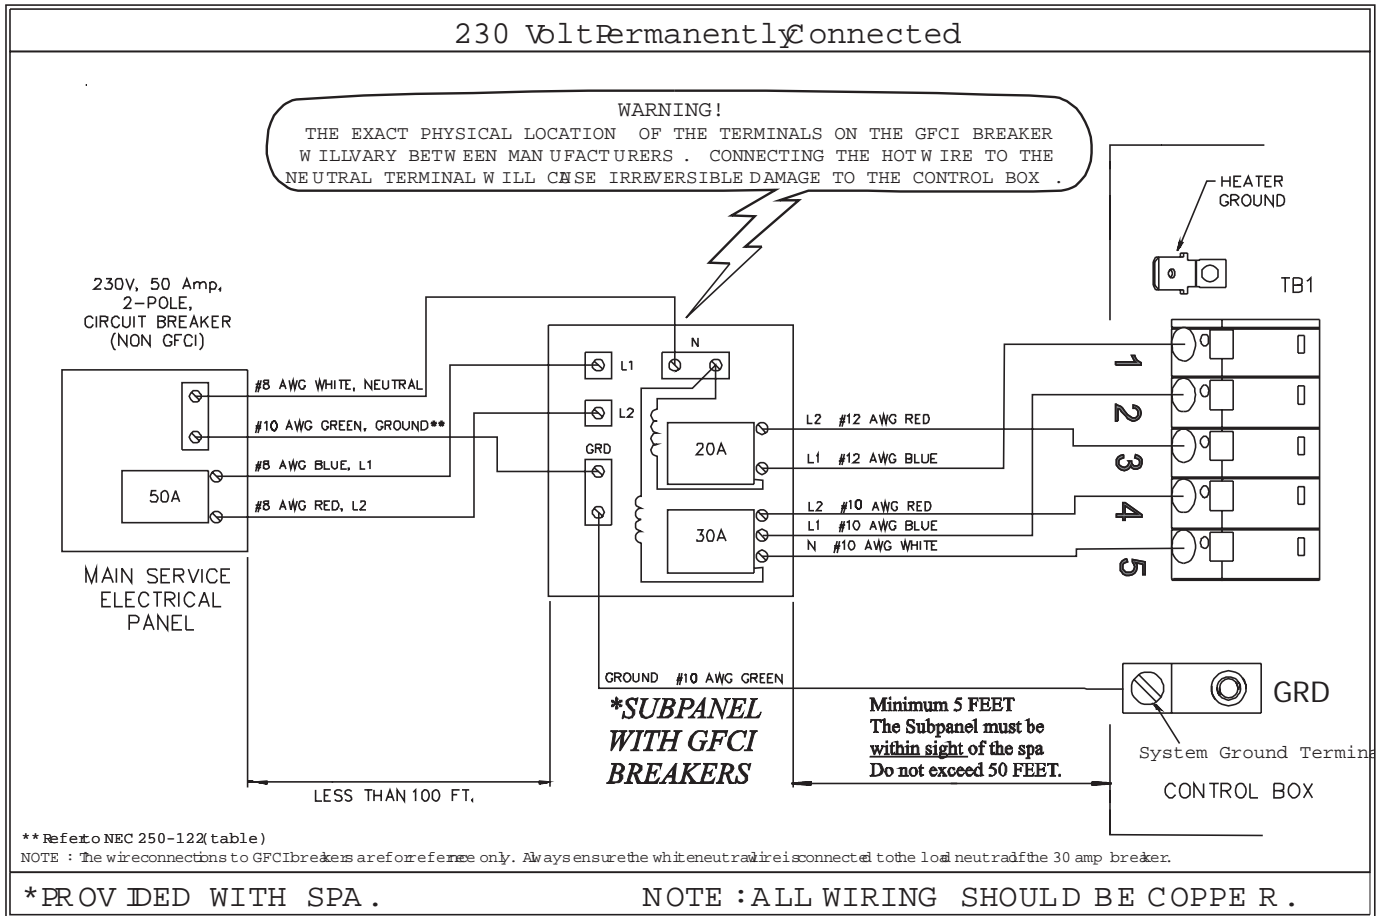 230 Volt Permanently Connected
WARNING!
THE EXACT PHYSICAL LOCATION OF THE TERMINALS ON THE GFCI BREAKER
WILL VARY BETWEEN MANUFACTURERS. CONNECTING THE HOT WIRE TO THE
NEUTRAL TERMINAL WILL CAUSE IRREVERSIBLE DAMAGE TO THE CONTROL BOX.
HEATER
GROUND
TB1
230V, 50 Amp,
2-POLE,
CIRCUIT BREAKER
(NON GFCI)
#8 AWG WHITE, NEUTRAL
#10 AWG GREEN, GROUND**
#8 AWG BLUE, L1
#8 AWG RED, L2
50A
MAIN SERVICE
ELECTRICAL
PANEL
N
L1
L2
GRD
20A
30A
L2 #12 AWG RED
L1 #12 AWG BLUE
L2 #10 AWG RED
L1 #10 AWG BLUE
N #10 AWG WHITE
1
2
3
4
5
GROUND #10 AWG GREEN
*SUBPANEL
WITH GFCI
BREAKERS
Minimum 5 FEET
The Subpanel must be
within sight of the spa
Do not exceed 50 FEET.
LESS THAN 100 FT.
GRD
System Ground Termina
CONTROL BOX
**Refer to NEC 250-122 (table)
NOTE: The wire connections to GFCI breakers are for reference only. Always ensure the white neutral wire is connected to the load neutral of the 30 amp breaker.
*PROVIDED WITH SPA.
NOTE: ALL WIRING SHOULD BE COPPER.